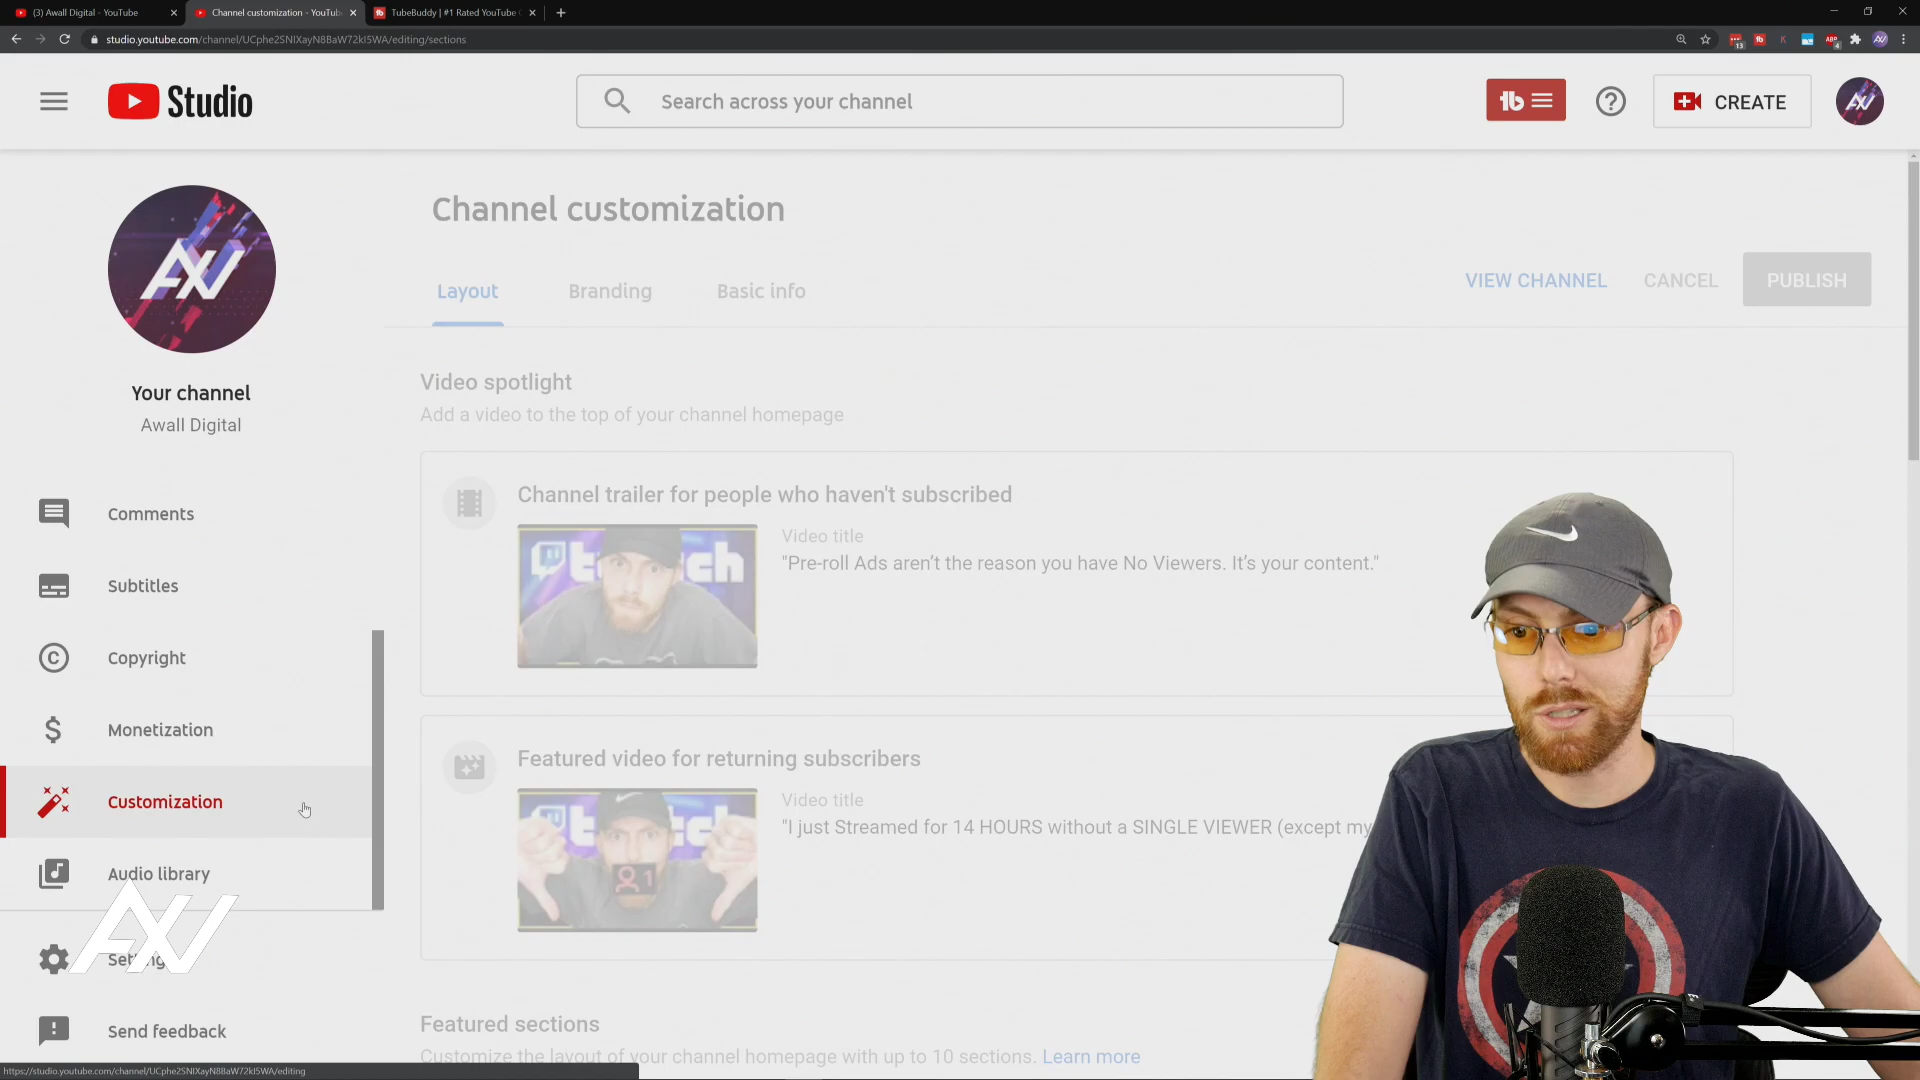 (3) Awall Digital - YouTube
Channel customization - YouTube
TubeBuddy | #1 Rated YouTube
studio.youtube.com/channel/UCphe2SNIXayN8BaW72kI5WA/editing/sections
Studio
Search across your channel
CREATE
Channel customization
Layout
Branding
Basic info
VIEW CHANNEL
CANCEL
PUBLISH
Your channel
Awall Digital
Video spotlight
Add a video to the top of your channel homepage
Comments
Subtitles
Copyright
Monetization
Customization
Audio library
Settings
Send feedback
Channel trailer for people who haven't subscribed
twitch
Video title
"Pre-roll Ads aren't the reason you have No Viewers. It's your content."
Featured video for returning subscribers
twitch
1
Video title
"I just Streamed for 14 HOURS without a SINGLE VIEWER (except my
Featured sections
Customize the layout of your channel homepage with up to 10 sections. Learn more
https://studio.youtube.com/channel/UCphe2SNIXayN8BaW72kI5WA/editing